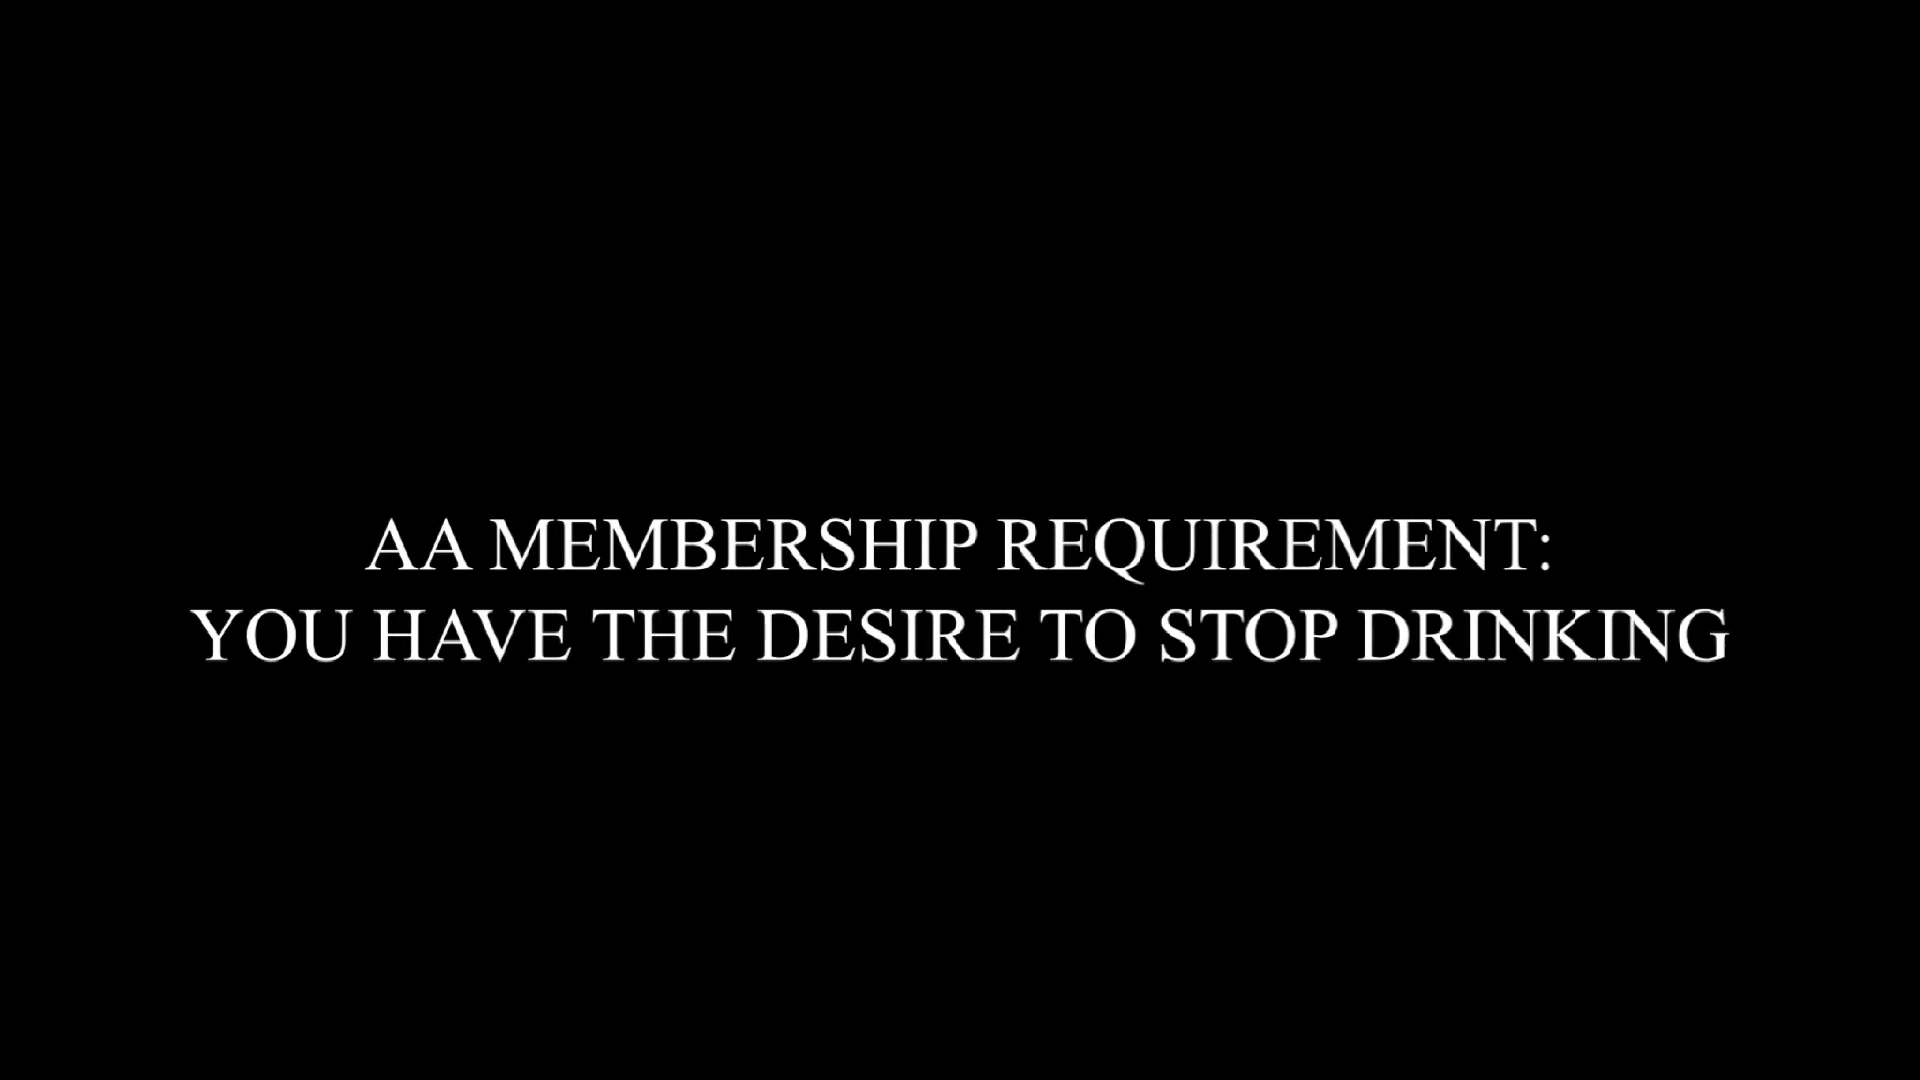 AA MEMBERSHIP REQUIREMENT:
YOU HAVE THE DESIRE TO STOP DRINKING